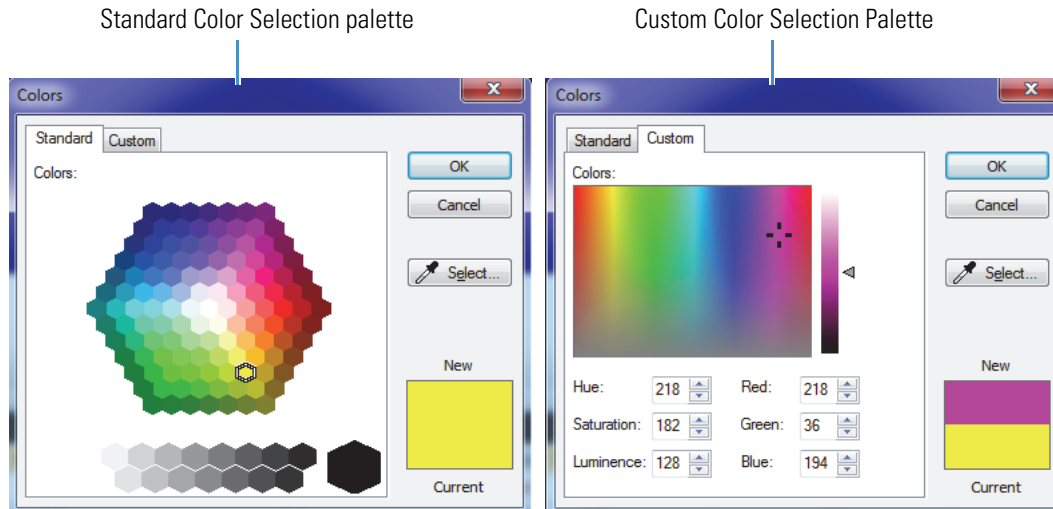 Standard Color Selection palette
Custom Color Selection Palette
Colors
Standard Custom
Colors:
OK
Cancel
Select...
New
Current
Colors
Standard Custom
Colors:
OK
Cancel
Select...
Hue: 218 Red: 218
Saturation: 182 Green: 36
Luminence: 128 Blue: 194
New
Current